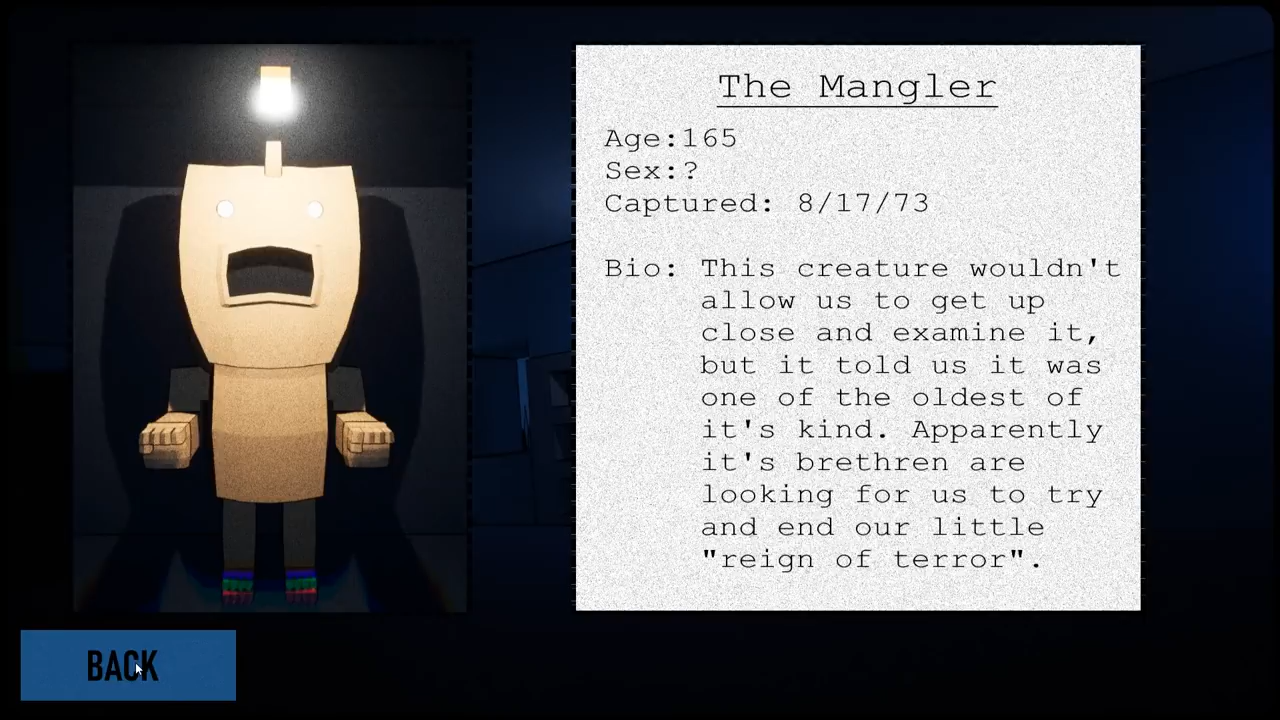 The Mangler
Age:165
Sex:?
Captured: 8/17/73
Bio: This creature wouldn't
allow us to get up
close and examine it,
but it told us it was
one of the oldest of
it's kind. Apparently
it's brethren are
looking for us to try
and end our little
"reign of terror".
BACK